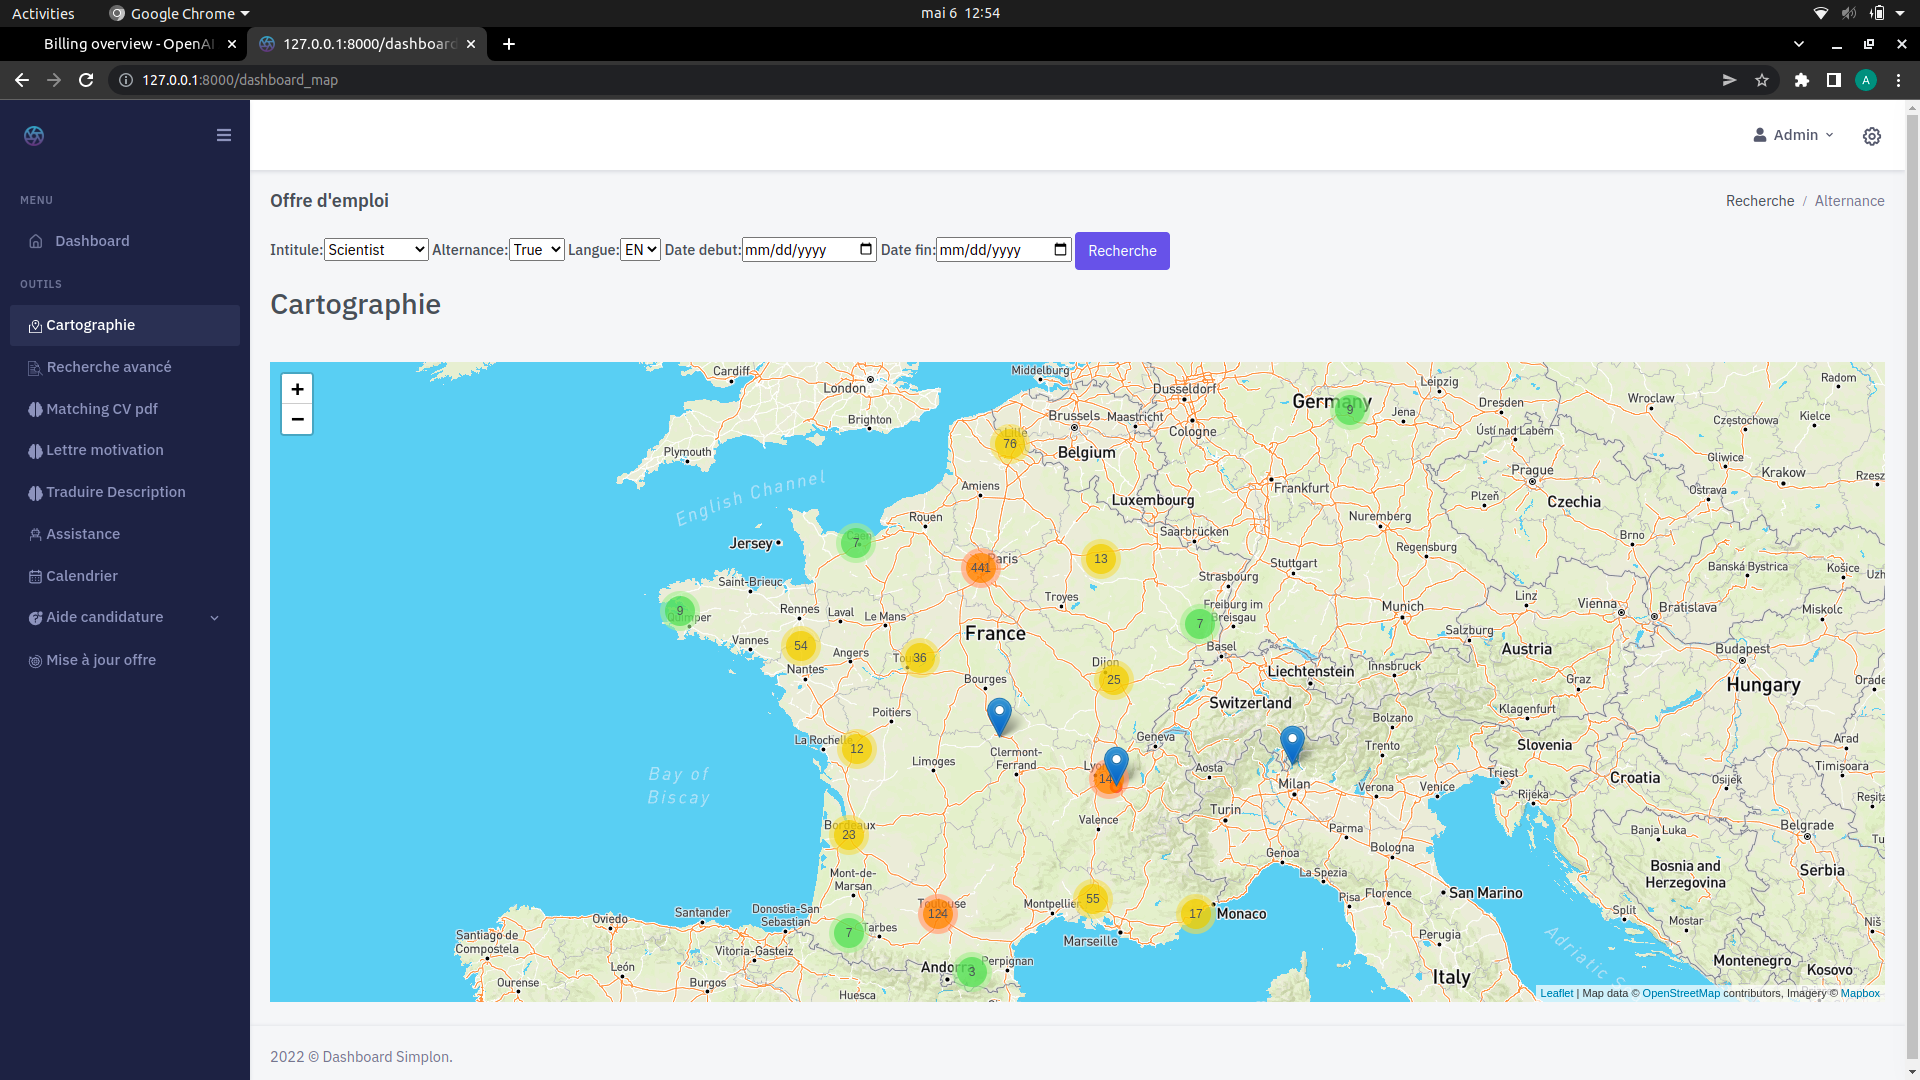 Activities
Google Chrome
mai 6 12:54
Billing overview - OpenAI
127.0.0.1:8000/dashboard
127.0.0.1:8000/dashboard_map
A
Admin
MENU
Dashboard
OUTILS
Cartographie
Recherche avancé
Matching CV pdf
Lettre motivation
Traduire Description
Assistance
Calendrier
Aide candidature
Mise à jour offre
Offre d'emploi
Recherche / Alternance
Intitule: Scientist Alternance: True Langue: EN Date debut: mm/dd/yyyy Date fin: mm/dd/yyyy Recherche
Cartographie
+
−
Cardiff
London
Middelburg
Dusseldorf
Germany
9
Leipzig
Radom
Brighton
Brussels
Maastricht
Cologne
Jena
Dresden
Wroclaw
Częstochowa
Kielce
Lille
76
Belgium
Ústí nad Labem
Plymouth
English Channel
Amiens
Luxembourg
Frankfurt
Prague
Plzeň
Czechia
Gliwice
Krakow
Rzesz
Ostrava
Rouen
Nuremberg
Jersey
7
Saarbrücken
Regensburg
Brno
Paris
441
13
Stuttgart
Strasbourg
Banská Bystrica
Košice
Uzh
Saint-Brieuc
Troyes
Freiburg im
Breisgau
Munich
Linz
Vienna
Bratislava
Miskolc
9
Quimper
Rennes
Laval
Le Mans
7
France
Salzburg
Vannes
54
Angers
36
Nantes
Basel
Dijon
25
Liechtenstein
Innsbruck
Austria
Budapest
Bourges
Switzerland
Graz
Hungary
Orade
Poitiers
Klagenfurt
Bolzano
La Rochelle
12
Geneva
Trento
Slovenia
Arad
Clermont-
Ferrand
Limoges
Lyon
14
Aosta
Milan
Verona
Venice
Triest
Croatia
Osijek
Timișoara
Bay of
Biscay
Rijeka
Reșița
Valence
Turin
Bordeaux
23
Parma
Bologna
Banja Luka
Belgrade
Tu
Genoa
La Spezia
Bosnia and
Herzegovina
Serbia
Mont-de-
Marsan
Pisa
Florence
San Marino
Toulouse
124
Montpellier
55
17
Monaco
Split
Mostar
Niš
Donostia-San
Sebastian
Santander
Oviedo
7
Tarbes
Marseille
Perugia
Adriatic
Santiago de
Compostela
Vitoria-Gasteiz
León
Burgos
Ourense
Huesca
Andorra
3
Perpignan
Italy
Montenegro
Kosovo
Leaflet | Map data © OpenStreetMap contributors, Imagery © Mapbox
2022 © Dashboard Simplon.